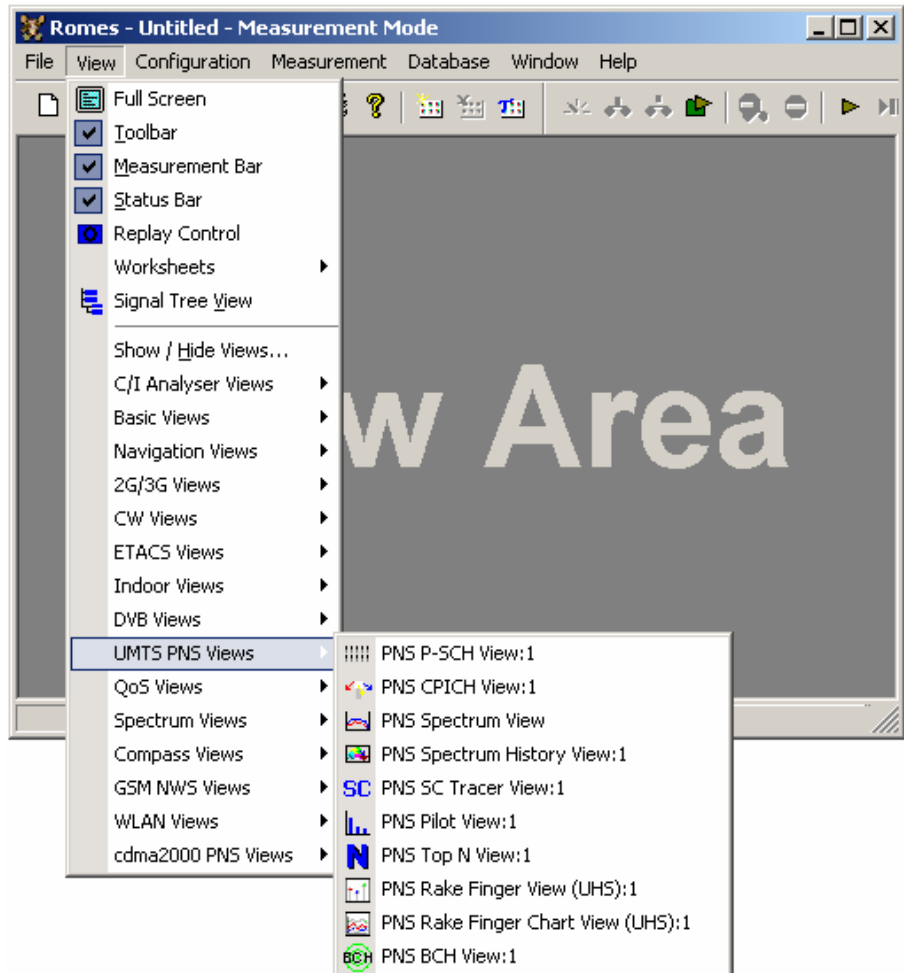 Romes - Untitled - Measurement Mode
File View Configuration Measurement Database Window Help
Full Screen
Toolbar
Measurement Bar
Status Bar
Replay Control
Worksheets
Signal Tree View
Show / Hide Views...
C/I Analyser Views
Basic Views
Navigation Views
2G/3G Views
CW Views
ETACS Views
Indoor Views
DVB Views
UMTS PNS Views
QoS Views
Spectrum Views
Compass Views
GSM NWS Views
WLAN Views
cdma2000 PNS Views
w Area
PNS P-SCH View:1
PNS CPICH View:1
PNS Spectrum View
PNS Spectrum History View:1
SC PNS SC Tracer View:1
PNS Pilot View:1
N PNS Top N View:1
PNS Rake Finger View (UHS):1
PNS Rake Finger Chart View (UHS):1
BCH PNS BCH View:1